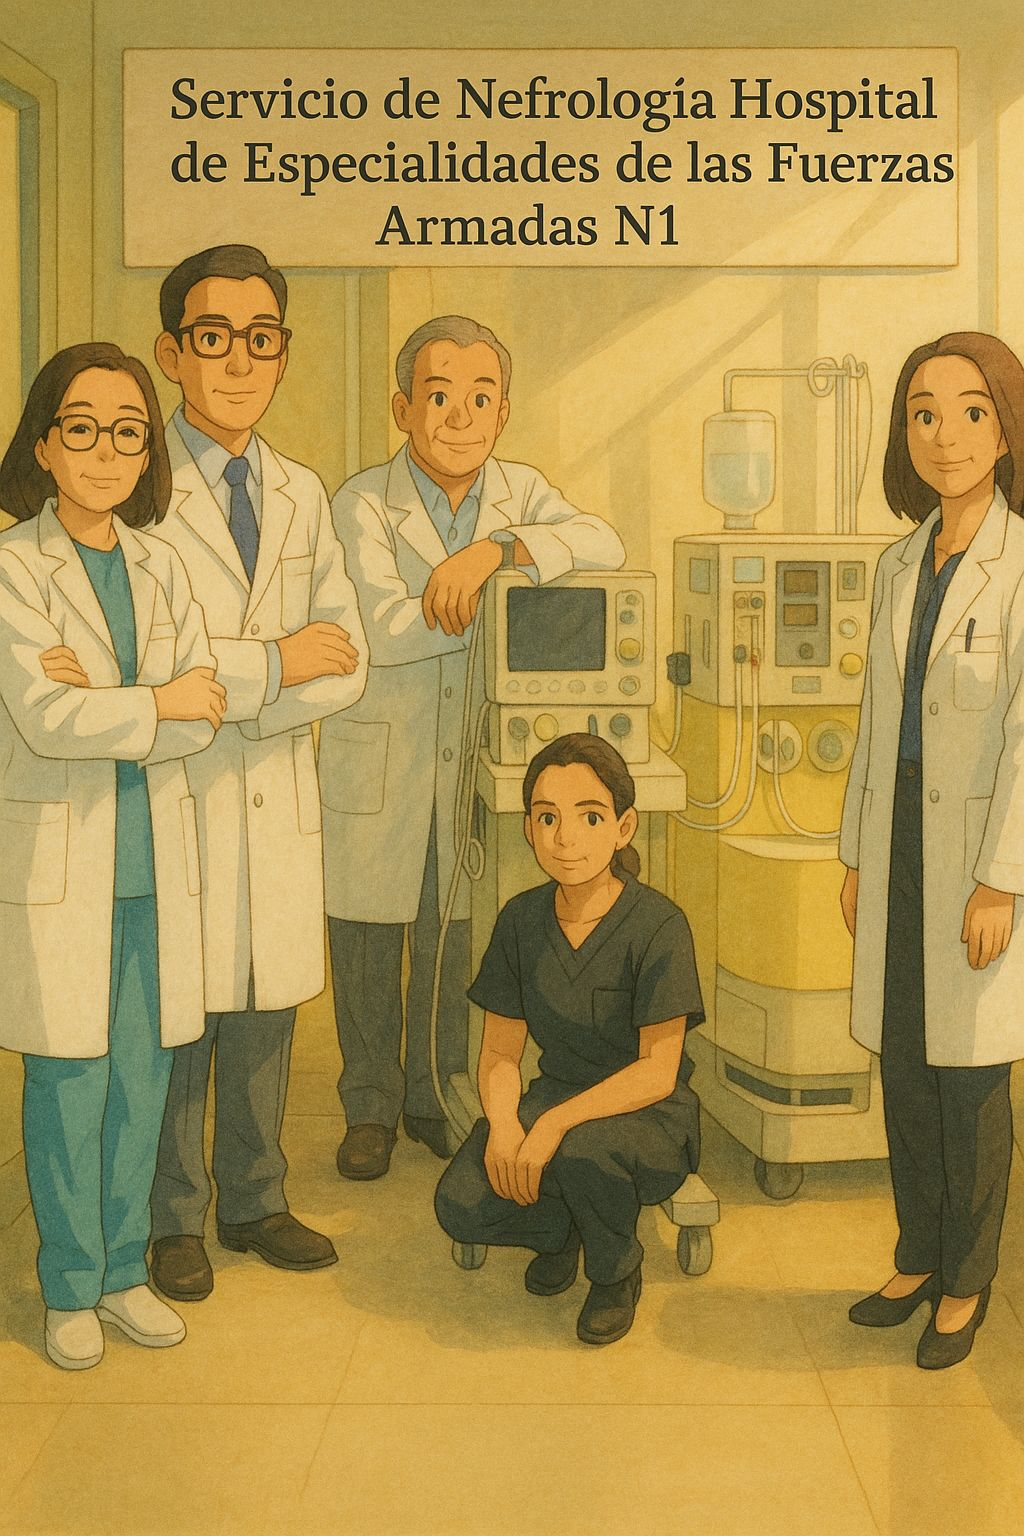 Servicio de Nefrología Hospital
de Especialidades de las Fuerzas
Armadas N1